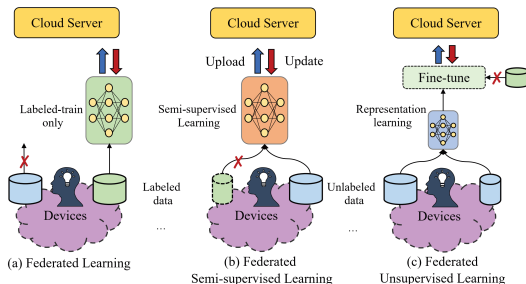 Cloud Server
Cloud Server
Cloud Server
Upload
Update
Fine-tune
Labeled-train
only
Semi-supervised
Learning
Representation
learning
Labeled
data
Unlabeled
data
Devices
Devices
Devices
...
...
(a) Federated Learning
(b) Federated
Semi-supervised Learning
(c) Federated
Unsupervised Learning